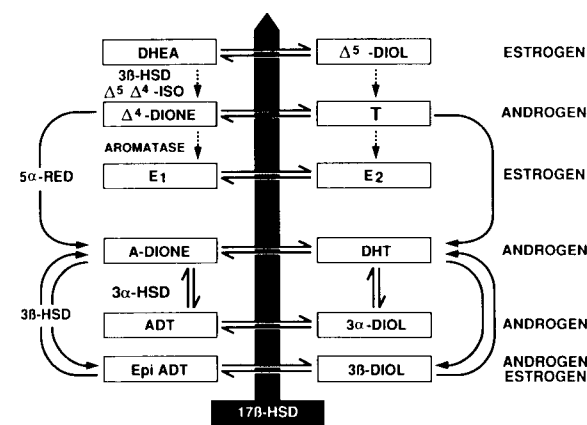 DHEA Δ⁵ -DIOL ESTROGEN
3ß-HSD
Δ⁵ Δ⁴ -ISO
Δ⁴ -DIONE T ANDROGEN
AROMATASE
5α-RED E₁ E₂ ESTROGEN
A-DIONE DHT ANDROGEN
3α-HSD
3ß-HSD
ADT 3α-DIOL ANDROGEN
Epi ADT 3ß-DIOL ANDROGEN
ESTROGEN
17ß-HSD